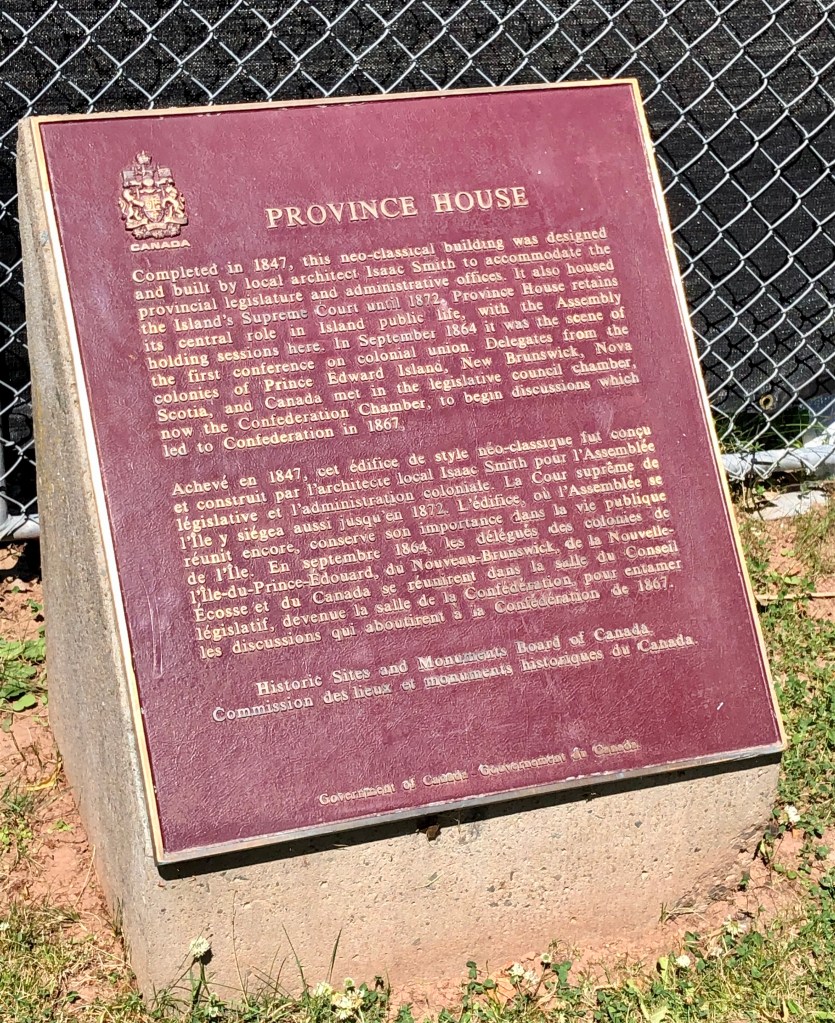 CANADA
PROVINCE HOUSE
Completed in 1847, this neo-classical building was designed
and built by local architect Isaac Smith to accommodate the
provincial legislature and administrative offices. It also housed
the Island's Supreme Court until 1872. Province House retains
its central role in Island public life, with the Assembly
holding sessions here. In September 1864 it was the scene of
the first conference on colonial union. Delegates from the
colonies of Prince Edward Island, New Brunswick, Nova
Scotia, and Canada met in the legislative council chamber,
now the Confederation Chamber, to begin discussions which
led to Confederation in 1867.
Achevé en 1847, cet édifice de style néo-classique fut conçu
et construit par l'architecte local Isaac Smith pour l'Assemblée
législative et l'administration coloniale. La Cour suprême de
l'Île y siégea aussi jusqu'en 1872. L'édifice, où l'Assemblée se
réunit encore, conserve son importance dans la vie publique
de l'Île. En septembre 1864, les délégués des colonies de
l'Île-du-Prince-Édouard, du Nouveau-Brunswick, de la Nouvelle-
Écosse et du Canada se réunirent dans la salle du Conseil
législatif, devenue la salle de la Confédération, pour entamer
les discussions qui aboutirent à la Confédération de 1867.
Historic Sites and Monuments Board of Canada.
Commission des lieux et monuments historiques du Canada.
Government of Canada Gouvernement du Canada